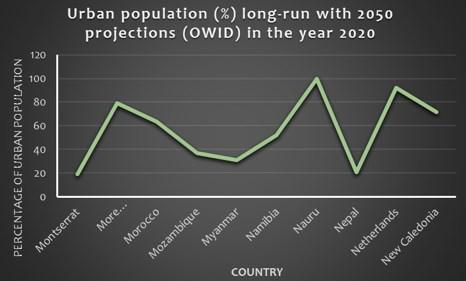 Urban population (%) long-run with 2050
projections (OWID) in the year 2020
PERCENTAGE OF URBAN POPULATION
120
100
80
60
40
20
0
Montserrat
More...
Morocco
Mozambique
Myanmar
Namibia
Nauru
Nepal
Netherlands
New Caledonia
COUNTRY